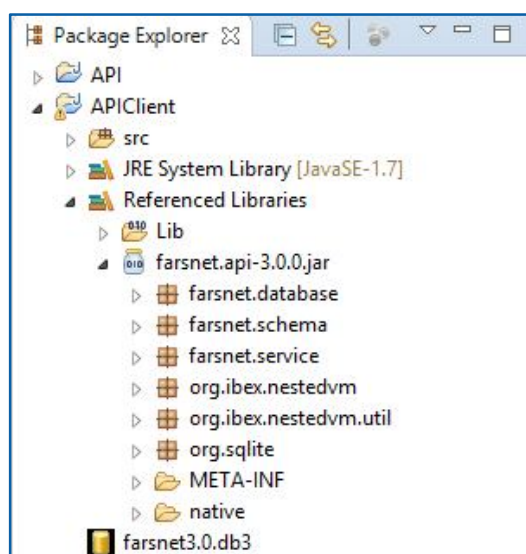 Package Explorer
API
APIClient
src
JRE System Library [JavaSE-1.7]
Referenced Libraries
Lib
farsnet.api-3.0.0.jar
farsnet.database
farsnet.schema
farsnet.service
org.ibex.nestedvm
org.ibex.nestedvm.util
org.sqlite
META-INF
native
farsnet3.0.db3